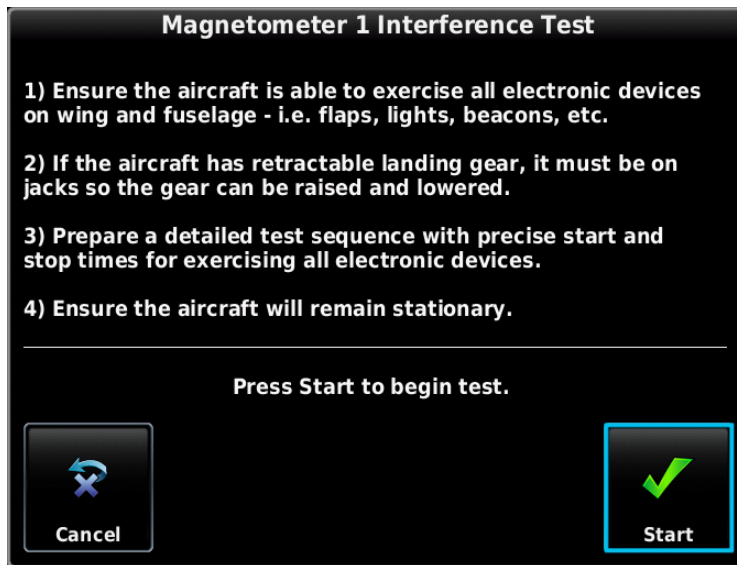 Magnetometer 1 Interference Test
1) Ensure the aircraft is able to exercise all electronic devices
on wing and fuselage - i.e. flaps, lights, beacons, etc.
2) If the aircraft has retractable landing gear, it must be on
jacks so the gear can be raised and lowered.
3) Prepare a detailed test sequence with precise start and
stop times for exercising all electronic devices.
4) Ensure the aircraft will remain stationary.
Press Start to begin test.
Cancel
Start